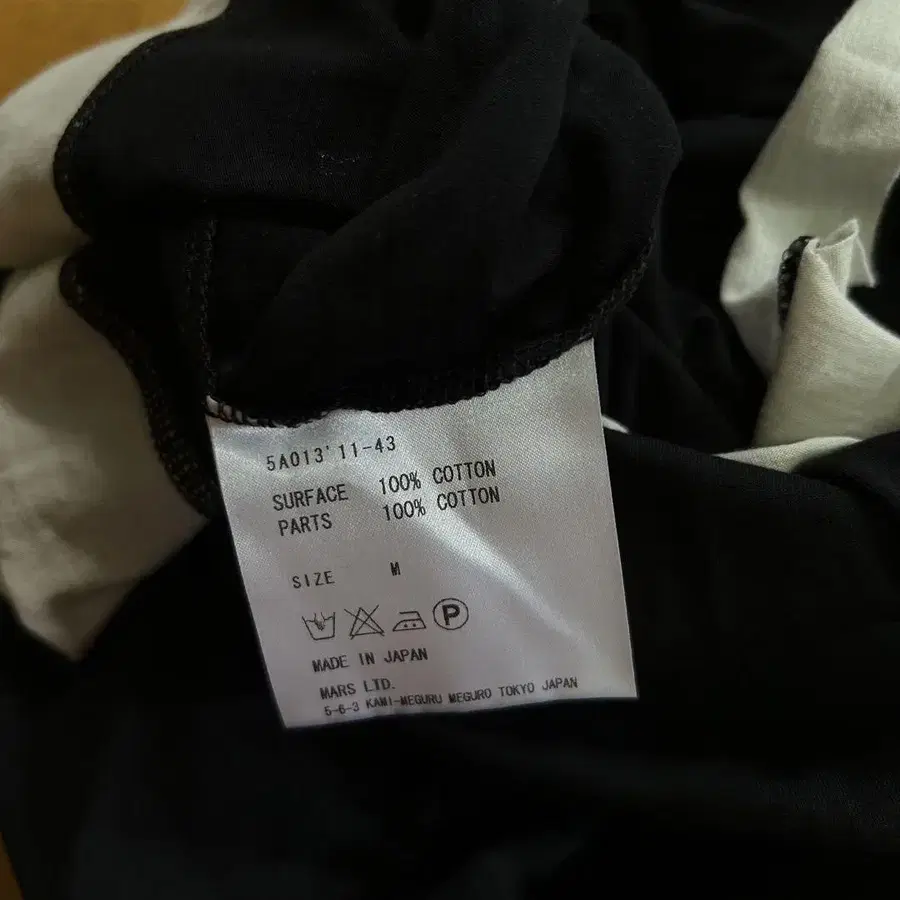 5A013'11-43
SURFACE 100% COTTON
PARTS 100% COTTON
SIZE M
P
MADE IN JAPAN
MARS LTD.
5-6-3 KAMI-MEGURU MEGURO TOKYO JAPAN